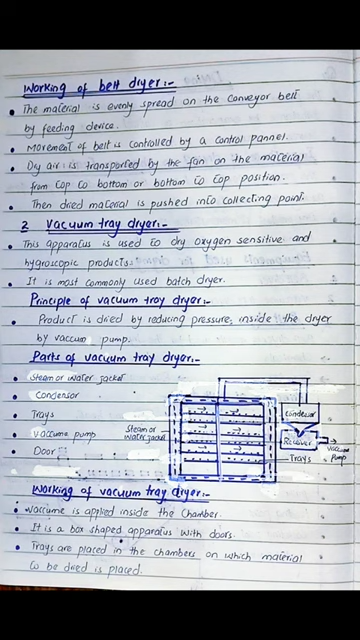 Working of belt dryer:-
The material is evenly spread on the conveyor belt
by feeding device.
Movement of belt is controlled by a control pannel.
Dry air is transported by the fan on the material
from top to bottom or bottom to top position.
Then dried material is pushed into collecting point.
2 Vacuum tray dryer:-
This apparatus is used to dry oxygen sensitive and
hygroscopic products.
It is most commonly used batch dryer.
Principle of vacuum tray dryer:-
Product is dried by reducing pressure, inside the dryer
by vaccum pump.
Parts of vacuum tray dryer:-
Steam or water jacket
Condensor
Trays
vaccume pump
Door
Steam or
water jacket
condensor
Receiver
vaccume
Pump
Trays
Working of vacuum tray dryer:-
vaccume is applied inside the chamber.
It is a box shaped apparatus with doors.
Trays are placed in the chambers on which material
to be dried is placed.